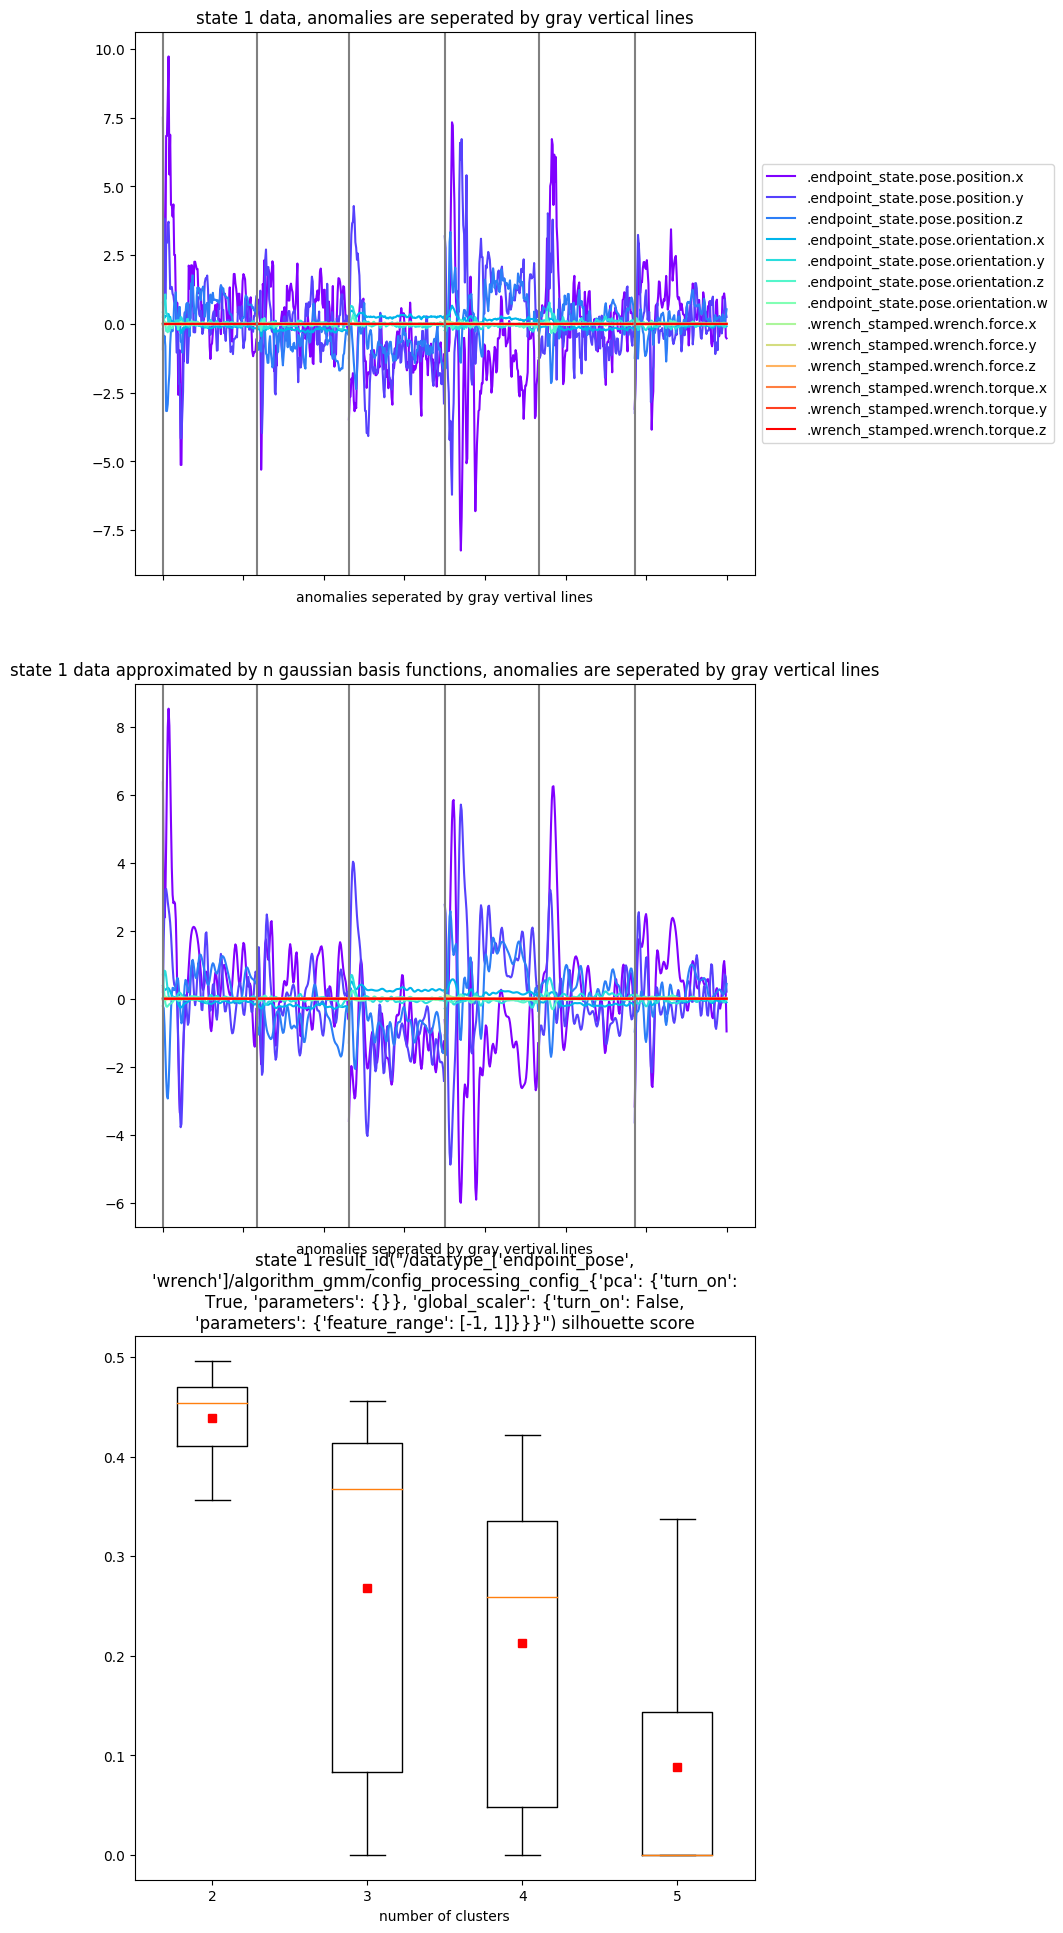 state 1 data, anomalies are seperated by gray vertical lines
10.0
7.5
5.0
2.5
0.0
−2.5
−5.0
−7.5
.endpoint_state.pose.position.x
.endpoint_state.pose.position.y
.endpoint_state.pose.position.z
.endpoint_state.pose.orientation.x
.endpoint_state.pose.orientation.y
.endpoint_state.pose.orientation.z
.endpoint_state.pose.orientation.w
.wrench_stamped.wrench.force.x
.wrench_stamped.wrench.force.y
.wrench_stamped.wrench.force.z
.wrench_stamped.wrench.torque.x
.wrench_stamped.wrench.torque.y
.wrench_stamped.wrench.torque.z
anomalies seperated by gray vertival lines
state 1 data approximated by n gaussian basis functions, anomalies are seperated by gray vertical lines
8
6
4
2
0
−2
−4
−6
anomalies seperated by gray vertival lines
state 1 result_id("/datatype_['endpoint_pose',
'wrench']/algorithm_gmm/config_processing_config_{'pca': {'turn_on':
True, 'parameters': {}}, 'global_scaler': {'turn_on': False,
'parameters': {'feature_range': [-1, 1]}}}") silhouette score
0.5
0.4
0.3
0.2
0.1
0.0
2 3 4 5
number of clusters